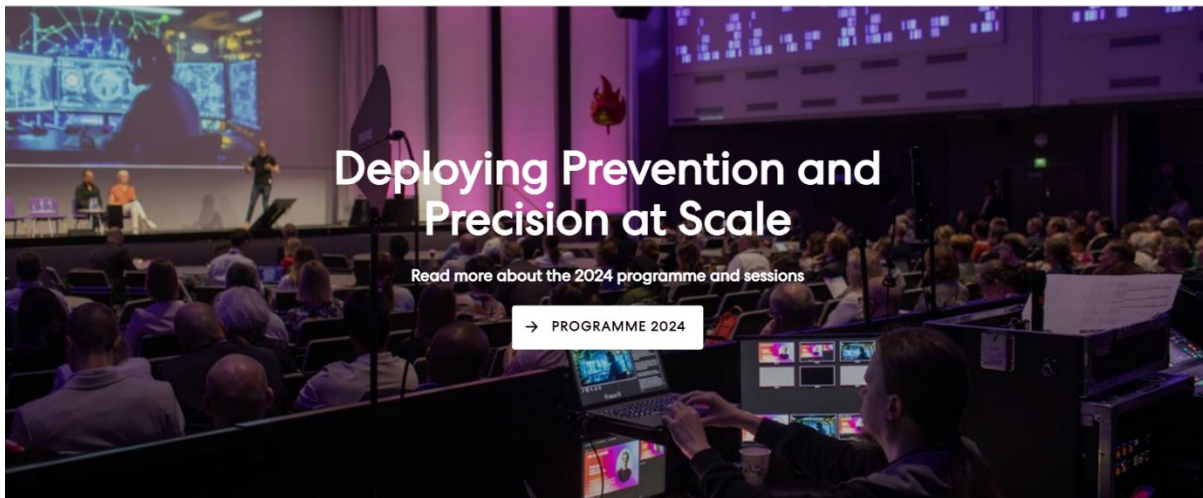 Deploying Prevention and
Precision at Scale
Read more about the 2024 programme and sessions
→ PROGRAMME 2024